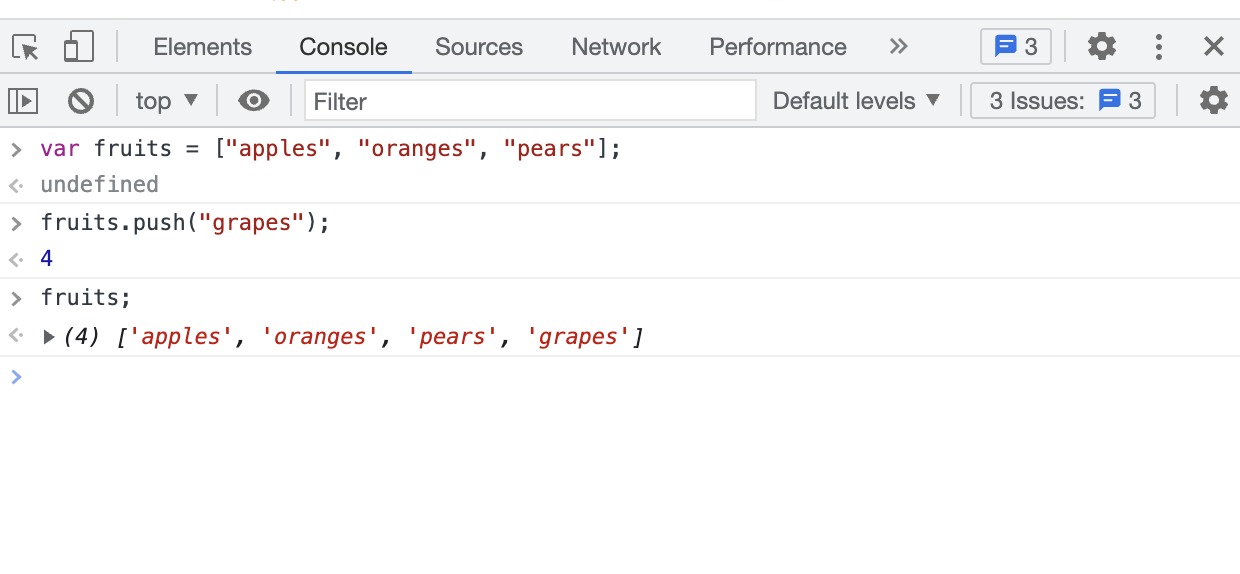 Elements Console Sources Network Performance 3
top Filter Default levels 3 Issues: 3
var fruits = ["apples", "oranges", "pears"];
undefined
fruits.push("grapes");
4
fruits;
(4) ['apples', 'oranges', 'pears', 'grapes']